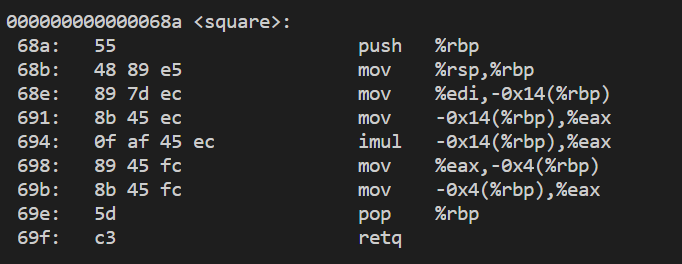 000000000000068a <square>:
 68a:   55                      push   %rbp
 68b:   48 89 e5                mov    %rsp,%rbp
 68e:   89 7d ec                mov    %edi,-0x14(%rbp)
 691:   8b 45 ec                mov    -0x14(%rbp),%eax
 694:   0f af 45 ec             imul   -0x14(%rbp),%eax
 698:   89 45 fc                mov    %eax,-0x4(%rbp)
 69b:   8b 45 fc                mov    -0x4(%rbp),%eax
 69e:   5d                      pop    %rbp
 69f:   c3                      retq